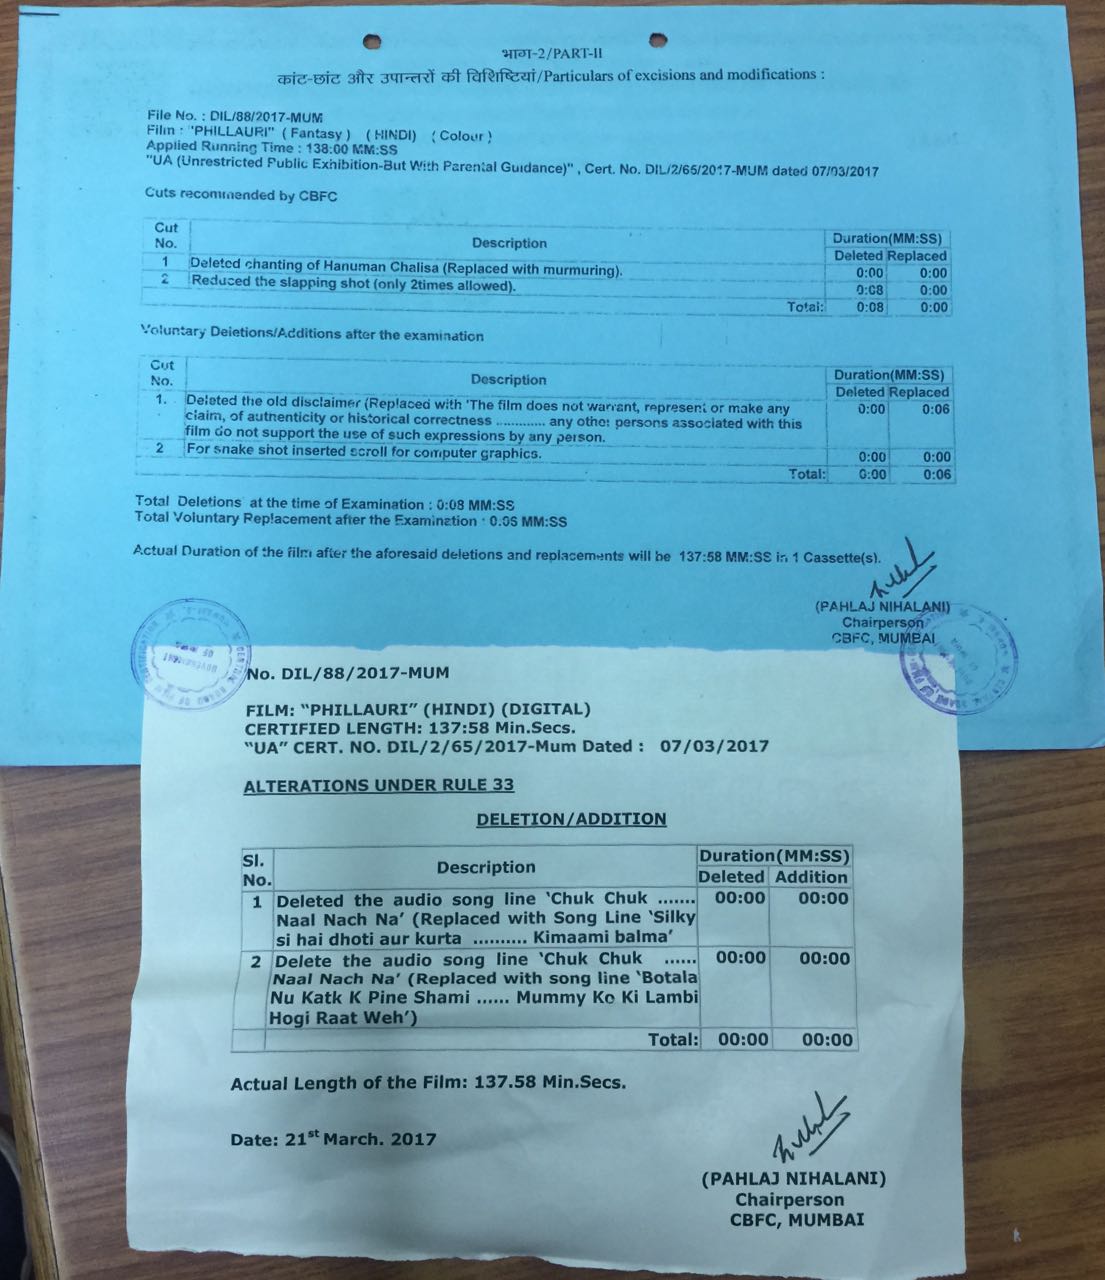 भाग-2/PART-II
कांट-छांट और उपान्तरों की विशिष्टियां/Particulars of excisions and modifications :
File No. : DIL/88/2017-MUM
Film : "PHILLAURI" ( Fantasy ) ( HINDI) ( Colour )
Applied Running Time : 138:00 MM:SS
"UA (Unrestricted Public Exhibition-But With Parental Guidance)" , Cert. No. DIL/2/65/2017-MUM dated 07/03/2017
Cuts recommended by CBFC
Cut No. Description Duration(MM:SS)
Deleted Replaced
1 Deleted chanting of Hanuman Chalisa (Replaced with murmuring). 0:00 0:00
2 Reduced the slapping shot (only 2times allowed). 0:08 0:00
Total: 0:08 0:00
Voluntary Deletions/Additions after the examination
Cut No. Description Duration(MM:SS)
Deleted Replaced
1. Deleted the old disclaimer (Replaced with 'The film does not warrant, represent or make any 0:00 0:06
claim, of authenticity or historical correctness ............ any other persons associated with this
film do not support the use of such expressions by any person.
2 For snake shot inserted scroll for computer graphics. 0:00 0:00
Total: 0:00 0:06
Total Deletions at the time of Examination : 0:08 MM:SS
Total Voluntary Replacement after the Examination : 0:06 MM:SS
Actual Duration of the film after the aforesaid deletions and replacements will be 137:58 MM:SS in 1 Cassette(s).
(PAHLAJ NIHALANI)
Chairperson
CBFC, MUMBAI
No. DIL/88/2017-MUM
FILM: “PHILLAURI” (HINDI) (DIGITAL)
CERTIFIED LENGTH: 137:58 Min.Secs.
“UA” CERT. NO. DIL/2/65/2017-Mum Dated : 07/03/2017
ALTERATIONS UNDER RULE 33
DELETION/ADDITION
Sl. No. Description Duration(MM:SS)
Deleted Addition
1 Deleted the audio song line ‘Chuk Chuk ....... 00:00 00:00
Naal Nach Na’ (Replaced with Song Line ‘Silky
si hai dhoti aur kurta .......... Kimaami balma’
2 Delete the audio song line ‘Chuk Chuk ...... 00:00 00:00
Naal Nach Na’ (Replaced with song line ‘Botala
Nu Katk K Pine Shami ...... Mummy Ko Ki Lambi
Hogi Raat Weh’)
Total: 00:00 00:00
Actual Length of the Film: 137.58 Min.Secs.
Date: 21st March. 2017
(PAHLAJ NIHALANI)
Chairperson
CBFC, MUMBAI